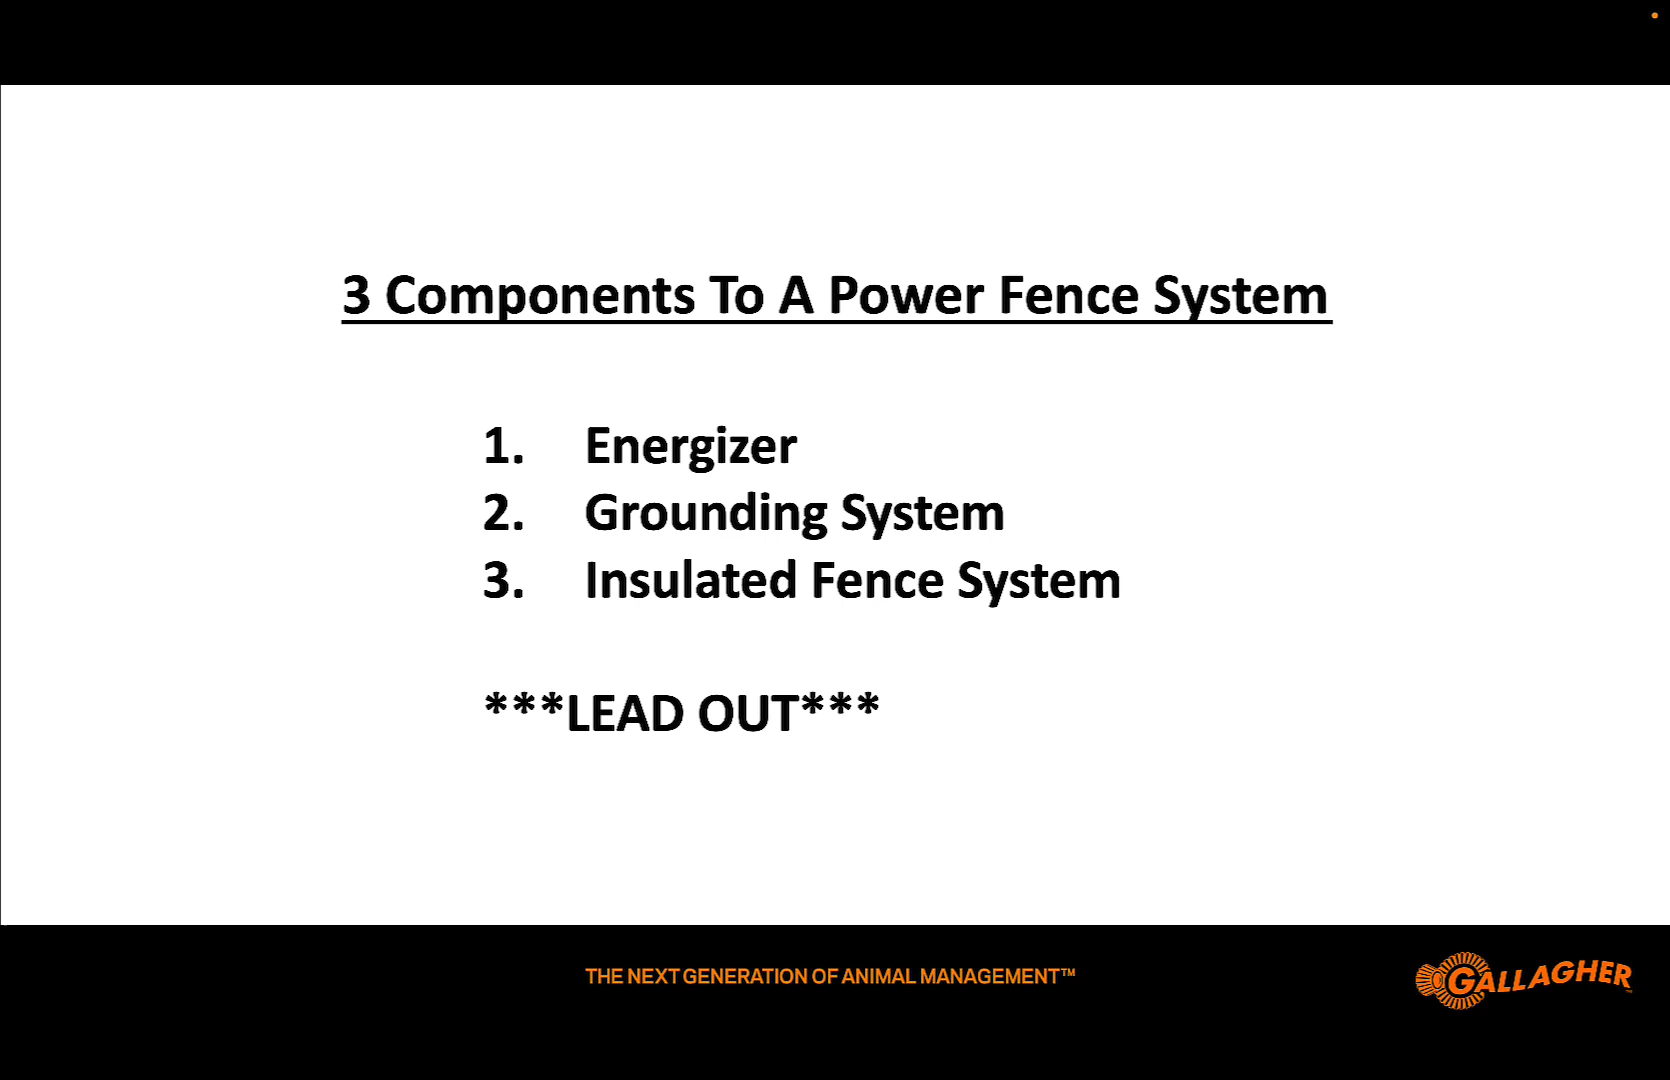 3 Components To A Power Fence System
1. Energizer
2. Grounding System
3. Insulated Fence System
***LEAD OUT***
THE NEXT GENERATION OF ANIMAL MANAGEMENT™
GALLAGHER™